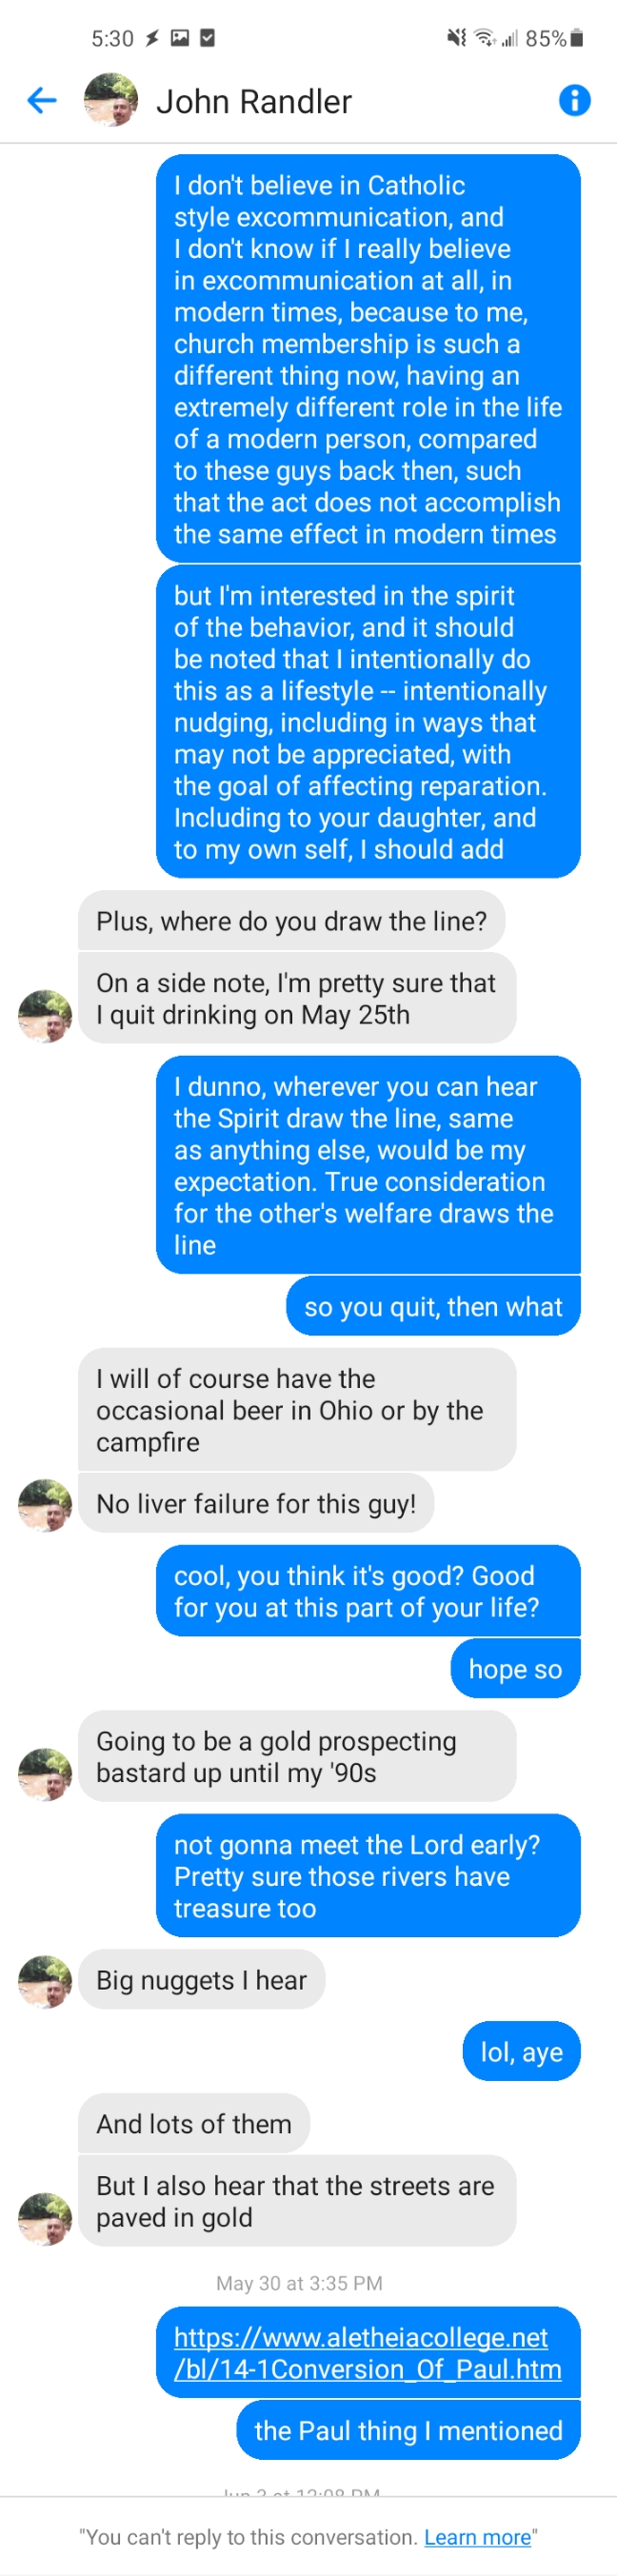 5:30
85%
John Randler
I don't believe in Catholic
style excommunication, and
I don't know if I really believe
in excommunication at all, in
modern times, because to me,
church membership is such a
different thing now, having an
extremely different role in the life
of a modern person, compared
to these guys back then, such
that the act does not accomplish
the same effect in modern times
but I'm interested in the spirit
of the behavior, and it should
be noted that I intentionally do
this as a lifestyle -- intentionally
nudging, including in ways that
may not be appreciated, with
the goal of affecting reparation.
Including to your daughter, and
to my own self, I should add
Plus, where do you draw the line?
On a side note, I'm pretty sure that
I quit drinking on May 25th
I dunno, wherever you can hear
the Spirit draw the line, same
as anything else, would be my
expectation. True consideration
for the other's welfare draws the
line
so you quit, then what
I will of course have the
occasional beer in Ohio or by the
campfire
No liver failure for this guy!
cool, you think it's good? Good
for you at this part of your life?
hope so
Going to be a gold prospecting
bastard up until my '90s
not gonna meet the Lord early?
Pretty sure those rivers have
treasure too
Big nuggets I hear
lol, aye
And lots of them
But I also hear that the streets are
paved in gold
May 30 at 3:35 PM
https://www.aletheiacollege.net
/bl/14-1Conversion_Of_Paul.htm
the Paul thing I mentioned
Jun 2 at 12:08 PM
"You can't reply to this conversation. Learn more"